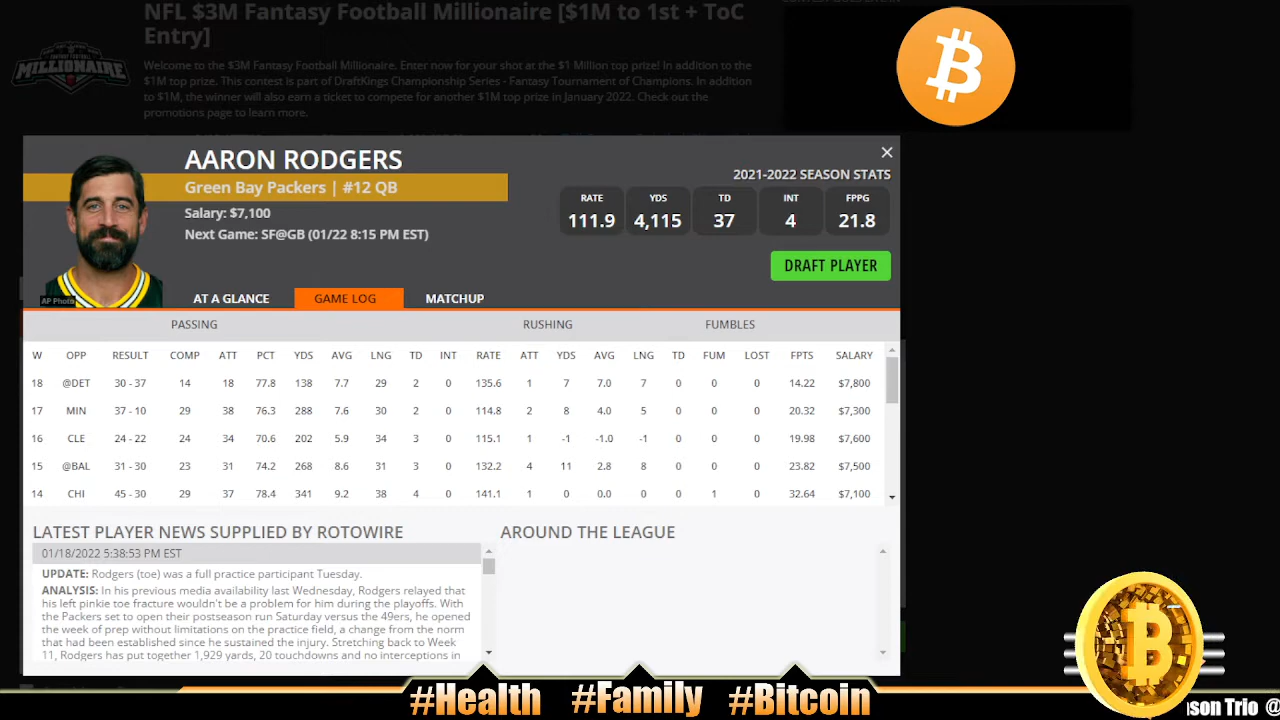 NFL $3M Fantasy Football Millionaire [$1M to 1st + ToC
Entry]
Welcome to the $3M Fantasy Football Millionaire. Enter now for your shot at the $1 Million top prize! In addition to the
$1M top prize. This contest is part of DraftKings Championship Series - Fantasy Tournament of Champions. In addition
to $1M, the winner will also earn a ticket to compete for another $1M top prize in January 2022. Check out the
promotions page to learn more.
FANTASY FOOTBALL
MILLIONAIRE
AARON RODGERS
Green Bay Packers | #12 QB
Salary: $7,100
Next Game: SF@GB (01/22 8:15 PM EST)
AP Photo
2021-2022 SEASON STATS
RATE YDS TD INT FPPG
111.9 4,115 37 4 21.8
DRAFT PLAYER
AT A GLANCE GAME LOG MATCHUP
PASSING RUSHING FUMBLES
W OPP RESULT COMP ATT PCT YDS AVG LNG TD INT RATE ATT YDS AVG LNG TD FUM LOST FPTS SALARY
18 @DET 30 - 37 14 18 77.8 138 7.7 29 2 0 135.6 1 7 7.0 7 0 0 0 14.22 $7,800
17 MIN 37 - 10 29 38 76.3 288 7.6 30 2 0 114.8 2 8 4.0 5 0 0 0 20.32 $7,300
16 CLE 24 - 22 24 34 70.6 202 5.9 34 3 0 115.1 1 -1 -1.0 -1 0 0 0 19.98 $7,600
15 @BAL 31 - 30 23 31 74.2 268 8.6 31 3 0 132.2 4 11 2.8 8 0 0 0 23.82 $7,500
14 CHI 45 - 30 29 37 78.4 341 9.2 38 4 0 141.1 1 0 0.0 0 0 1 0 32.64 $7,100
LATEST PLAYER NEWS SUPPLIED BY ROTOWIRE
01/18/2022 5:38:53 PM EST
UPDATE: Rodgers (toe) was a full practice participant Tuesday.
ANALYSIS: In his previous media availability last Wednesday, Rodgers relayed that
his left pinkie toe fracture wouldn't be a problem for him during the playoffs. With
the Packers set to open their postseason run Saturday versus the 49ers, he opened
the week of prep without limitations on the practice field, a change from the norm
that had been established since he sustained the injury. Stretching back to Week
11, Rodgers has put together 1,929 yards, 20 touchdowns and no interceptions in
AROUND THE LEAGUE
#Health #Family #Bitcoin
son Trio @